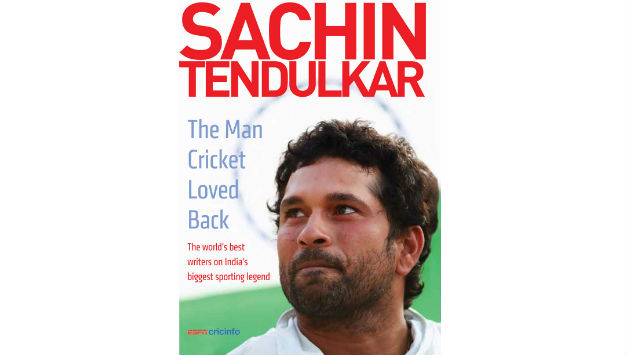 SACHIN
TENDULKAR
The Man
Cricket
Loved
Back
The world's best
writers on India's
biggest sporting legend
ESPN cricinfo